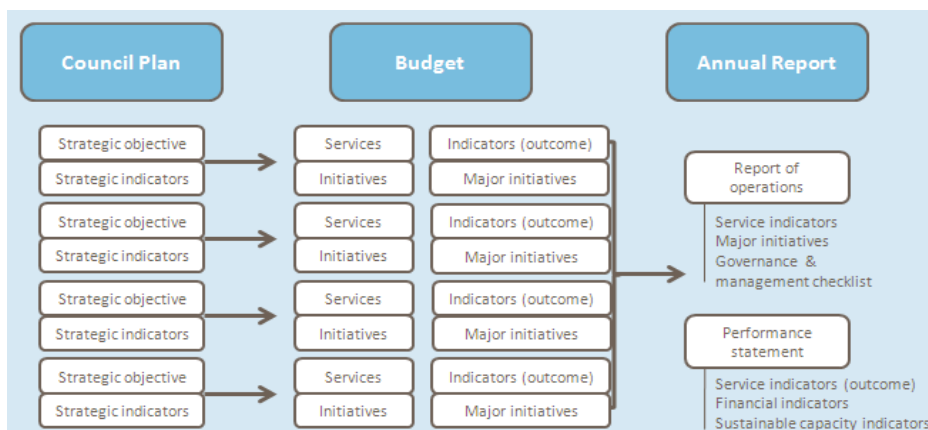 Council Plan
Budget
Annual Report
Strategic objective
Strategic indicators
Services
Initiatives
Indicators (outcome)
Major initiatives
Strategic objective
Strategic indicators
Services
Initiatives
Indicators (outcome)
Major initiatives
Strategic objective
Strategic indicators
Services
Initiatives
Indicators (outcome)
Major initiatives
Strategic objective
Strategic indicators
Services
Initiatives
Indicators (outcome)
Major initiatives
Report of
operations
Service indicators
Major initiatives
Governance &
management checklist
Performance
statement
Service indicators (outcome)
Financial indicators
Sustainable capacity indicators